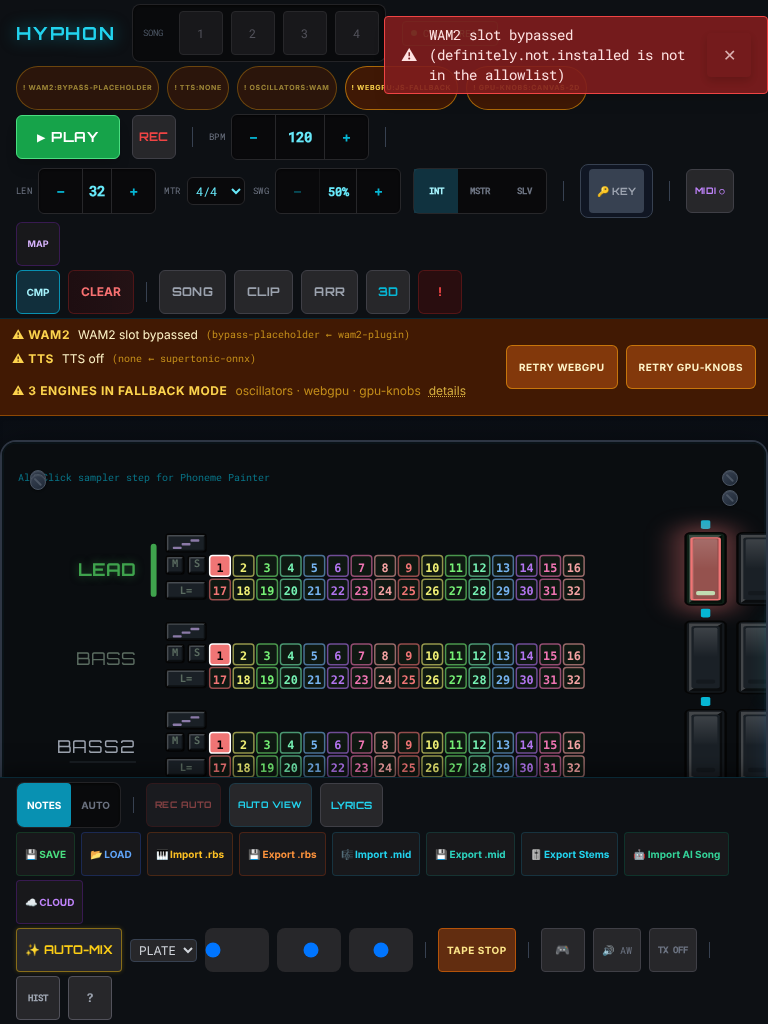 HYPHON SONG 1 2 3 4
WAM2 slot bypassed
(definitely.not.installed is not
in the allowlist) ✕
! WAM2:BYPASS-PLACEHOLDER ! TTS:NONE ! OSCILLATORS:WAM
▶ PLAY REC BPM − 120 +
LEN − 32 + MTR 4/4 SWG − 50% + INT MSTR SLV 🔑 KEY MIDI ○
MAP
CMP CLEAR SONG CLIP ARR 3D !
⚠ WAM2 WAM2 slot bypassed (bypass-placeholder ← wam2-plugin)
⚠ TTS TTS off (none ← supertonic-onnx)
RETRY WEBGPU RETRY GPU-KNOBS
⚠ 3 ENGINES IN FALLBACK MODE oscillators · webgpu · gpu-knobs details
click sampler step for Phoneme Painter
LEAD M S L= 1 2 3 4 5 6 7 8 9 10 11 12 13 14 15 16
17 18 19 20 21 22 23 24 25 26 27 28 29 30 31 32
BASS M S L= 1 2 3 4 5 6 7 8 9 10 11 12 13 14 15 16
17 18 19 20 21 22 23 24 25 26 27 28 29 30 31 32
BASS2 M S L= 1 2 3 4 5 6 7 8 9 10 11 12 13 14 15 16
17 18 19 20 21 22 23 24 25 26 27 28 29 30 31 32
NOTES AUTO REC AUTO AUTO VIEW LYRICS
💾 SAVE 📂 LOAD 🎹 Import .rbs 💾 Export .rbs 🎼 Import .mid 💾 Export .mid 🎚 Export Stems 🤖 Import AI Song
☁️ CLOUD
✨ AUTO-MIX PLATE TAPE STOP 🎮 🔊 AW TX OFF
HIST ?